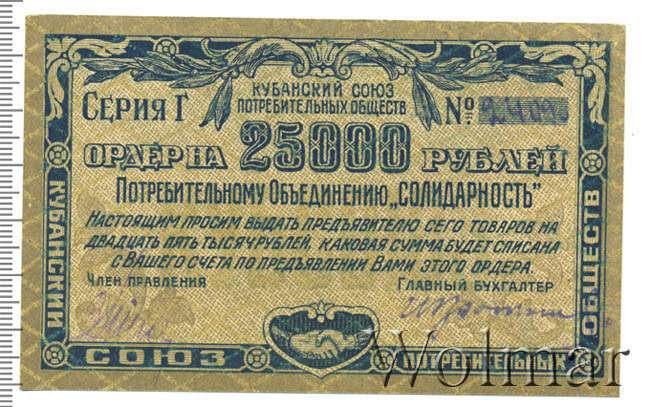 КУБАНСКИЙ СОЮЗ
ПОТРЕБИТЕЛЬНЫХ ОБЩЕСТВ
СЕРИЯ Г
№
ОРДЕР НА 25000 РУБЛЕЙ
ПОТРЕБИТЕЛЬНОМУ ОБЪЕДИНЕНИЮ „СОЛИДАРНОСТЬ"
НАСТОЯЩИМ ПРОСИМ ВЫДАТЬ ПРЕДЪЯВИТЕЛЮ СЕГО ТОВАРОВ НА
ДВАДЦАТЬ ПЯТЬ ТЫСЯЧ РУБЛЕЙ, КАКОВАЯ СУММА БУДЕТ СПИСАНА
С ВАШЕГО СЧЕТА ПО ПРЕДЪЯВЛЕНИИ ВАМИ ЭТОГО ОРДЕРА.
ЧЛЕН ПРАВЛЕНИЯ
ГЛАВНЫЙ БУХГАЛТЕР
КУБАНСКИЙ
СОЮЗ
ПОТРЕБИТЕЛЬНЫХ
ОБЩЕСТВ
Wolmar